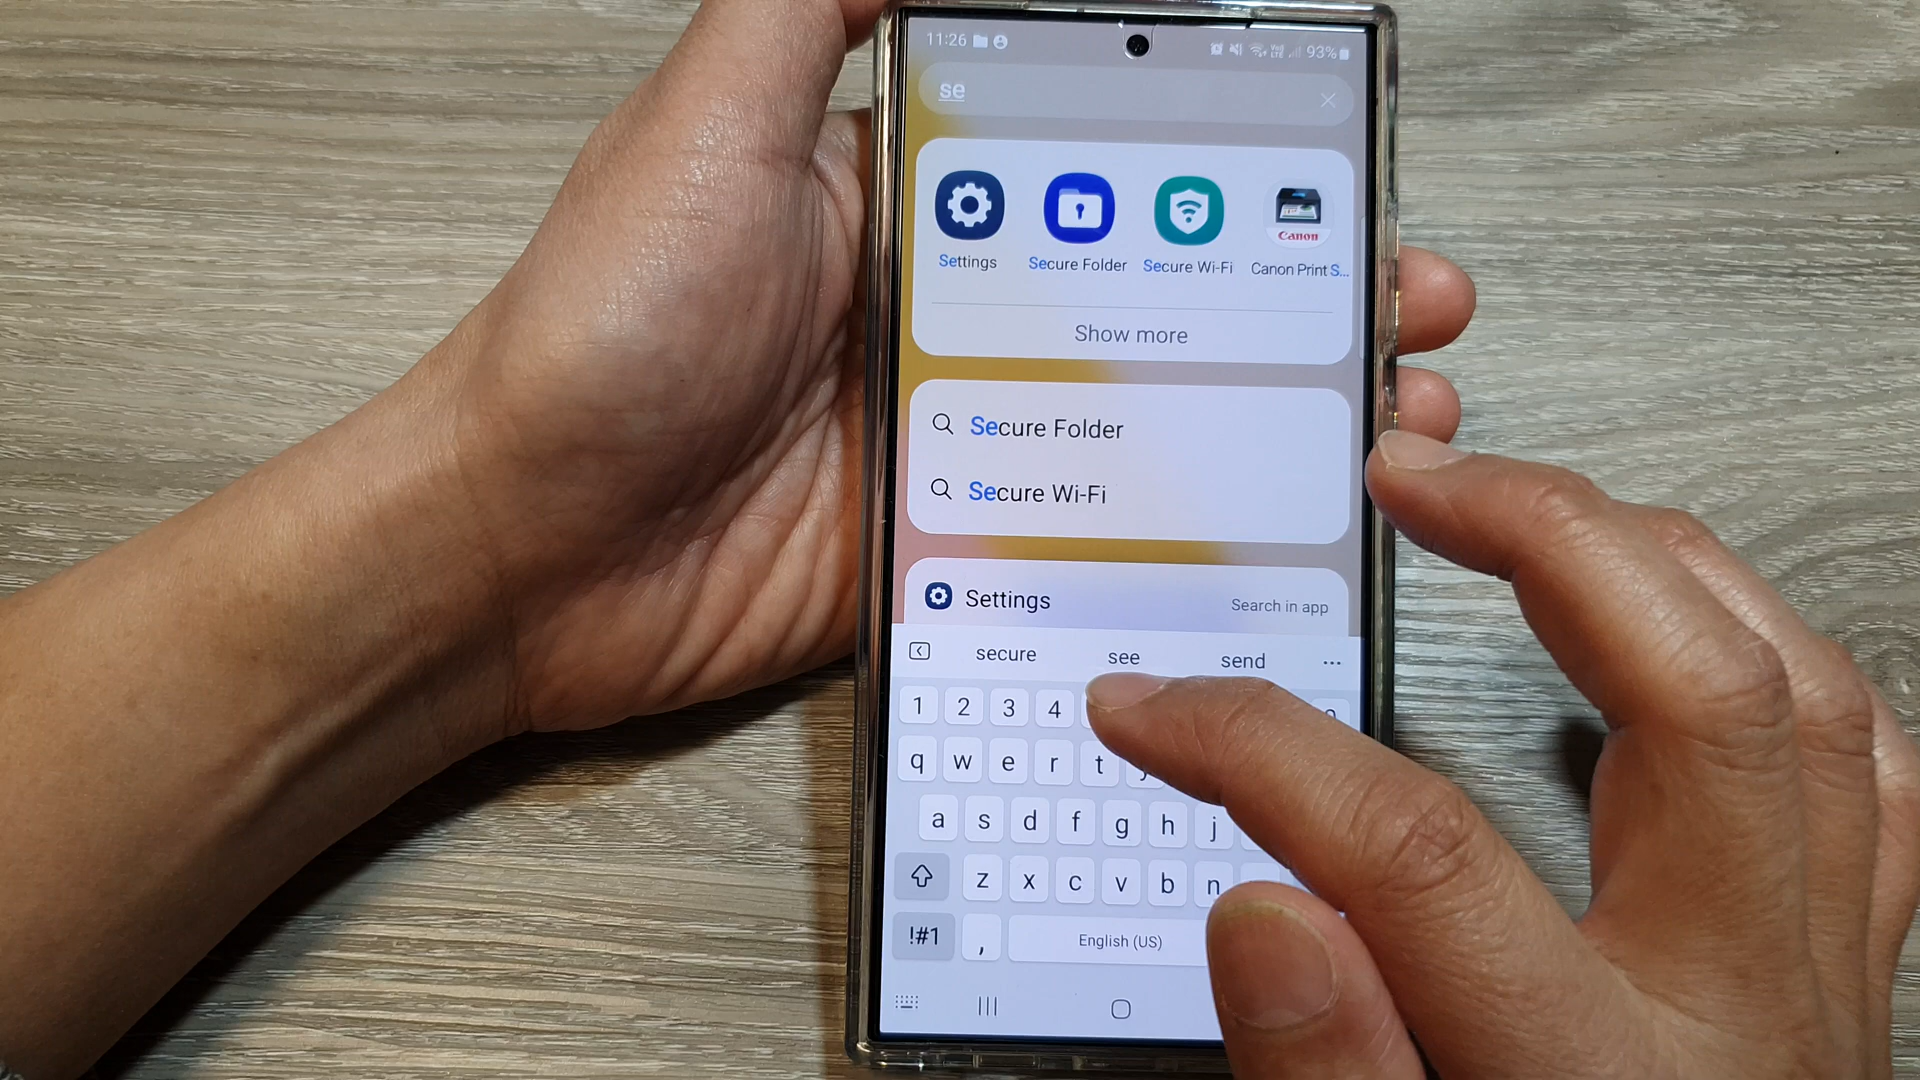 11:26 93%
se
Settings Secure Folder Secure Wi-Fi Canon Print S...
Canon
Show more
Secure Folder
Secure Wi-Fi
Settings Search in app
secure see send ...
1 2 3 4
q w e r t
a s d f g h j
z x c v b n
!#1 , English (US)